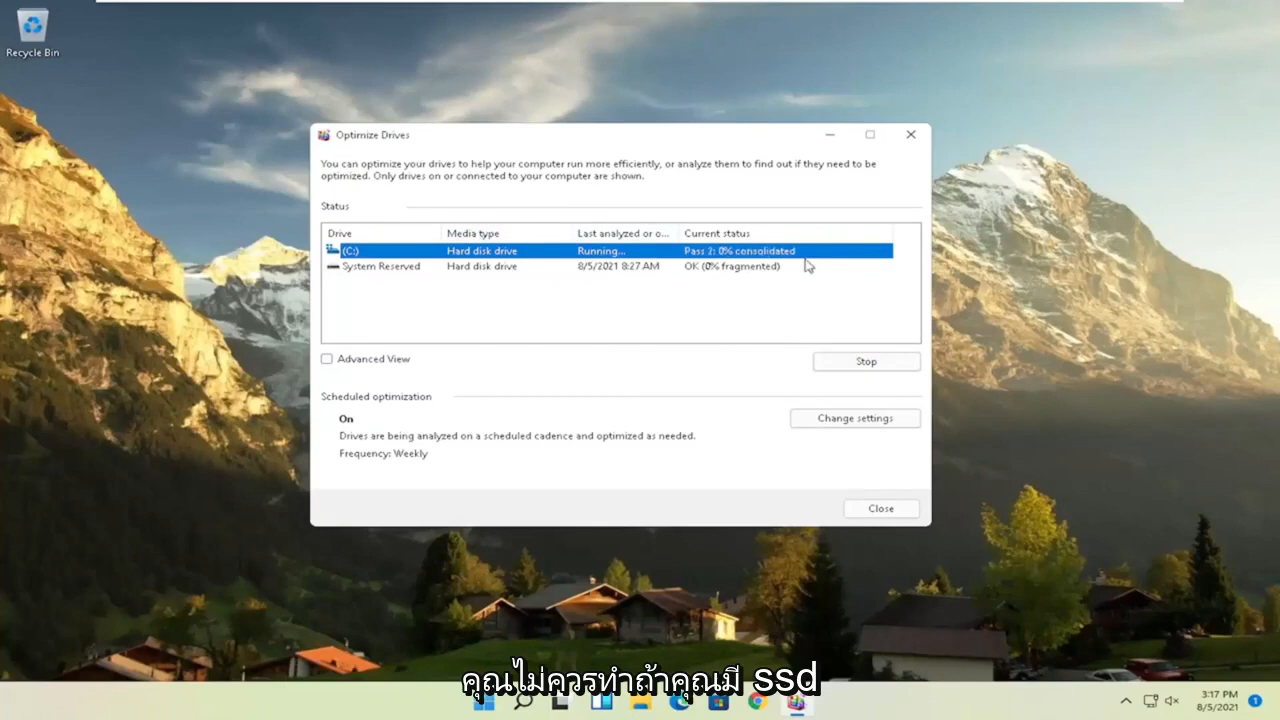 Recycle Bin
Optimize Drives
You can optimize your drives to help your computer run more efficiently, or analyze them to find out if they need to be
optimized. Only drives on or connected to your computer are shown.
Status
Drive Media type Last analyzed or o... Current status
(C:) Hard disk drive Running... Pass 2: 0% consolidated
System Reserved Hard disk drive 8/5/2021 8:27 AM OK (0% fragmented)
Advanced View
Stop
Scheduled optimization
On
Change settings
Drives are being analyzed on a scheduled cadence and optimized as needed.
Frequency: Weekly
Close
คุณไม่ควรทำถ้าคุณมี ssd
3:17 PM
8/5/2021
1